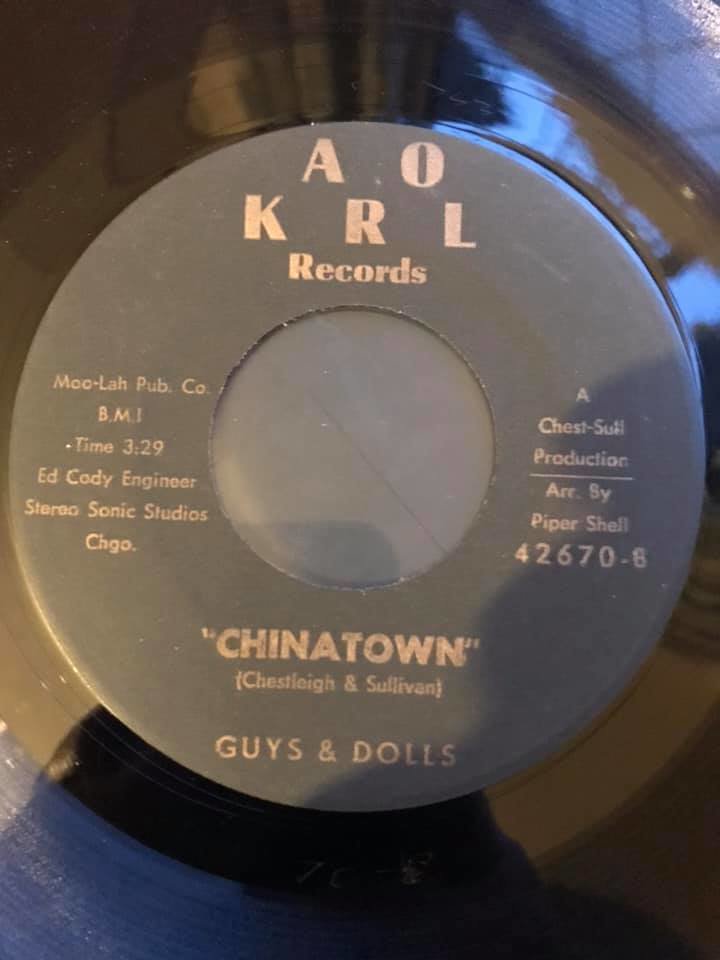 A O
K R L
Records
Moo-Lah Pub. Co.
B.M.I
Time 3:29
Ed Cody Engineer
Stereo Sonic Studios
Chgo.
A
Chest-Sull
Production
Arr. By
Piper Shell
42670-B
"CHINATOWN"
(Chestleigh & Sullivan)
GUYS & DOLLS